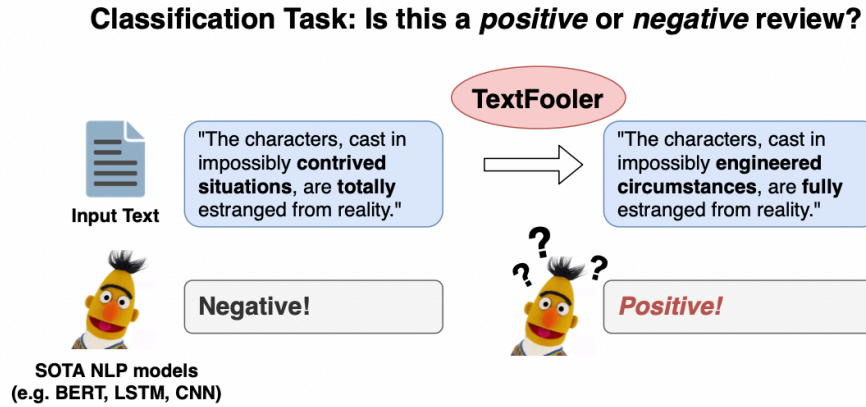 Classification Task: Is this a positive or negative review?
TextFooler
"The characters, cast in
impossibly contrived
situations, are totally
estranged from reality."
"The characters, cast in
impossibly engineered
circumstances, are fully
estranged from reality."
Input Text
?
?
?
Negative!
Positive!
SOTA NLP models
(e.g. BERT, LSTM, CNN)